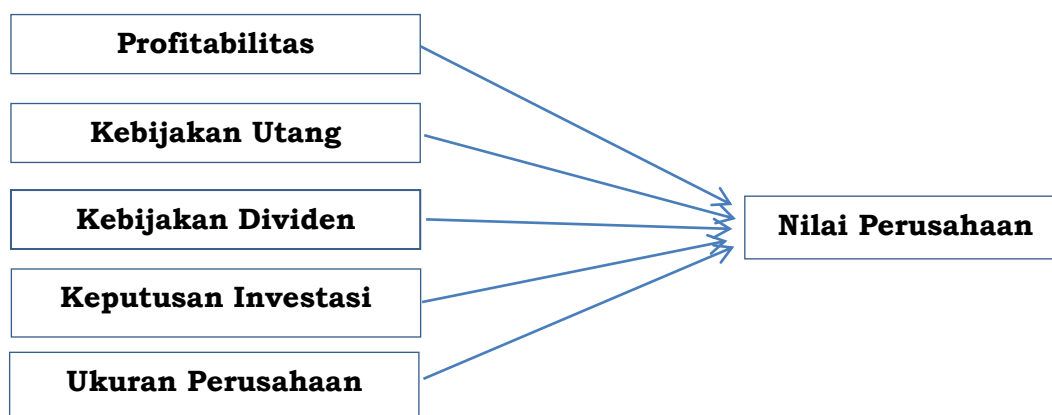 Profitabilitas
Kebijakan Utang
Kebijakan Dividen
Nilai Perusahaan
Keputusan Investasi
Ukuran Perusahaan